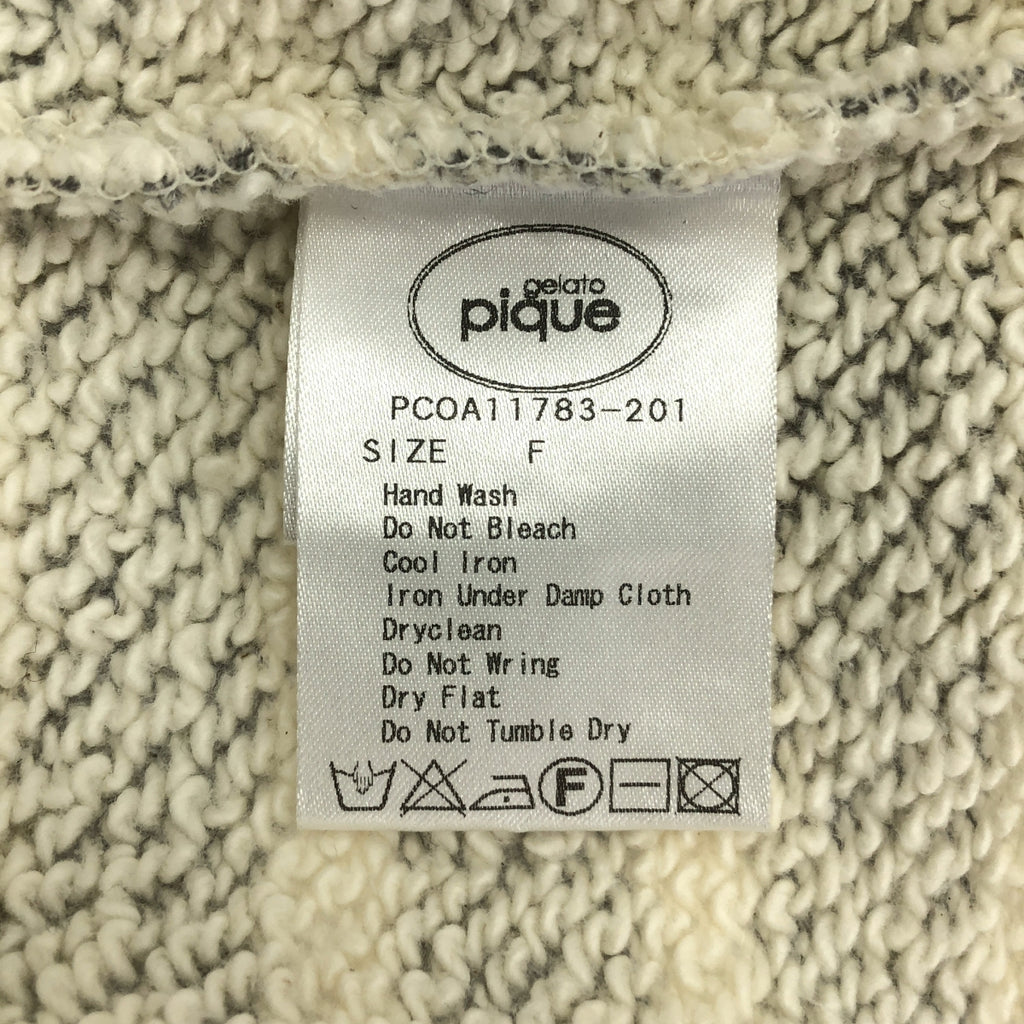 gelato
pique
PCOA11783-201
SIZE F
Hand Wash
Do Not Bleach
Cool Iron
Iron Under Damp Cloth
Dryclean
Do Not Wring
Dry Flat
Do Not Tumble Dry
F